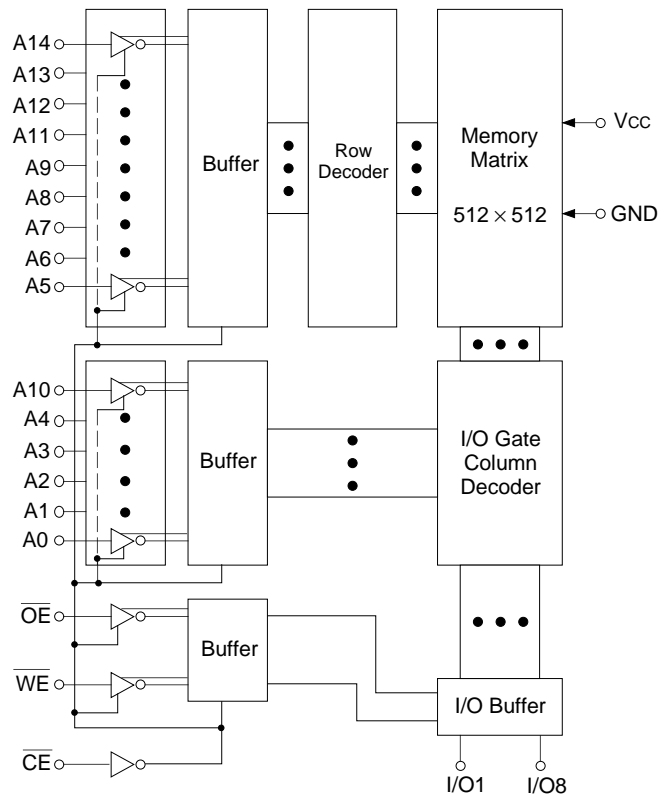 A14
A13
A12
A11
A9
A8
A7
A6
A5
Buffer
Row
Decoder
Memory
Matrix
512 × 512
VCC
GND
A10
A4
A3
A2
A1
A0
Buffer
I/O Gate
Column
Decoder
OE
WE
CE
Buffer
I/O Buffer
I/O1
I/O8